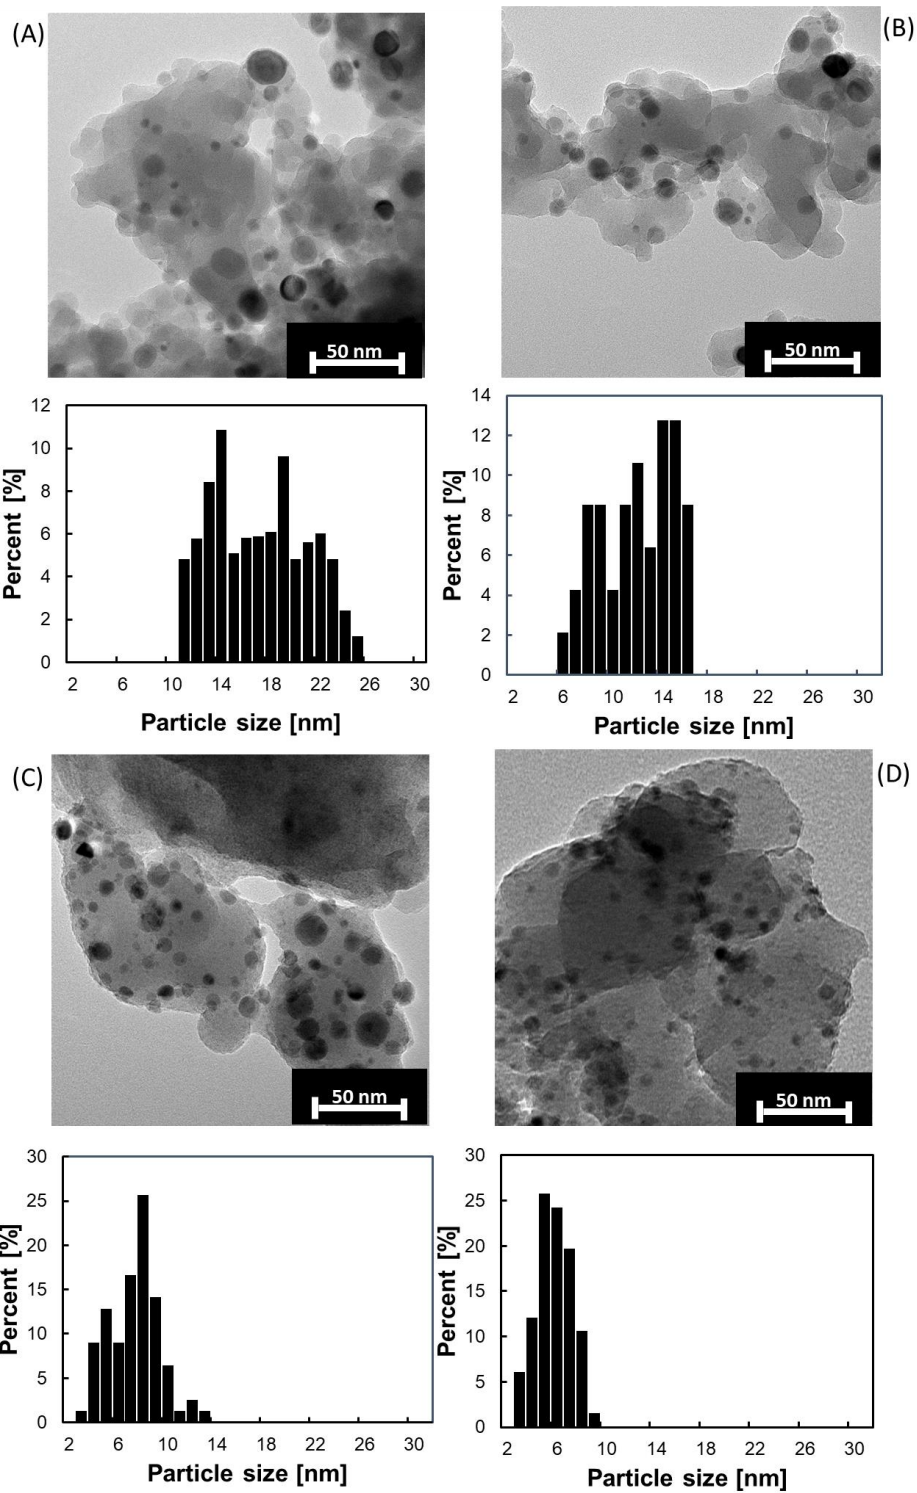 (A)
(B)
50 nm
50 nm
12
10
8
6
4
2
0
Percent [%]
2 6 10 14 18 22 26 30
Particle size [nm]
14
12
10
8
6
4
2
0
Percent [%]
2 6 10 14 18 22 26 30
Particle size [nm]
(C)
(D)
50 nm
50 nm
30
25
20
15
10
5
0
Percent [%]
2 6 10 14 18 22 26 30
Particle size [nm]
30
25
20
15
10
5
0
Percent [%]
2 6 10 14 18 22 26 30
Particle size [nm]